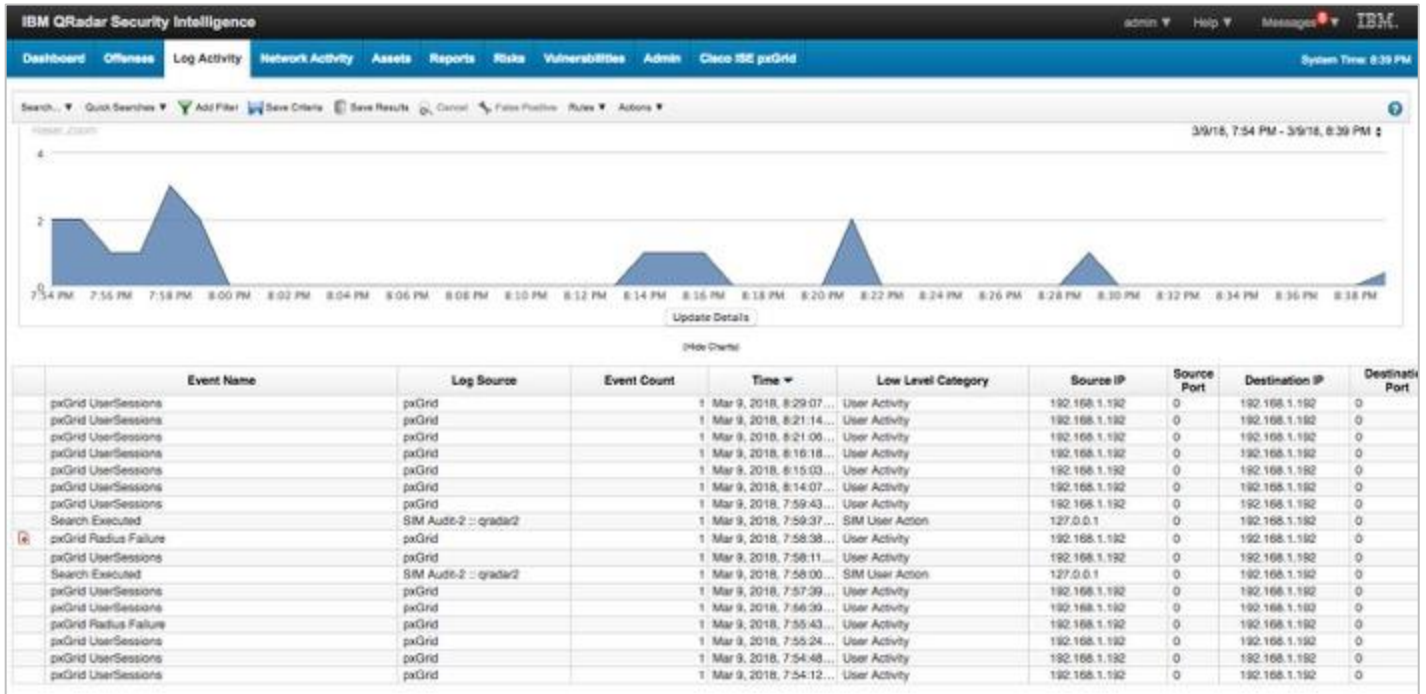 IBM QRadar Security Intelligence admin ▼ Help ▼ Messages ▼ IBM.
Dashboard Offenses Log Activity Network Activity Assets Reports Risks Vulnerabilities Admin Cisco ISE pxGrid System Time: 8:39 PM
Search... ▼ Quick Searches ▼ Add Filter Save Criteria Save Results Cancel False Positive Rules ▼ Actions ▼
Reset Zoom 3/9/18, 7:54 PM - 3/9/18, 8:39 PM
4
2
0
7:54 PM 7:56 PM 7:58 PM 8:00 PM 8:02 PM 8:04 PM 8:06 PM 8:08 PM 8:10 PM 8:12 PM 8:14 PM 8:16 PM 8:18 PM 8:20 PM 8:22 PM 8:24 PM 8:26 PM 8:28 PM 8:30 PM 8:32 PM 8:34 PM 8:36 PM 8:38 PM
Update Details
(Hide Charts)
Event Name Log Source Event Count Time ▼ Low Level Category Source IP Source Port Destination IP Destinati Port
pxGrid UserSessions pxGrid 1 Mar 9, 2018, 8:29:07... User Activity 192.168.1.192 0 192.168.1.192 0
pxGrid UserSessions pxGrid 1 Mar 9, 2018, 8:21:14... User Activity 192.168.1.192 0 192.168.1.192 0
pxGrid UserSessions pxGrid 1 Mar 9, 2018, 8:21:06... User Activity 192.168.1.192 0 192.168.1.192 0
pxGrid UserSessions pxGrid 1 Mar 9, 2018, 8:16:18... User Activity 192.168.1.192 0 192.168.1.192 0
pxGrid UserSessions pxGrid 1 Mar 9, 2018, 8:15:03... User Activity 192.168.1.192 0 192.168.1.192 0
pxGrid UserSessions pxGrid 1 Mar 9, 2018, 8:14:07... User Activity 192.168.1.192 0 192.168.1.192 0
pxGrid UserSessions pxGrid 1 Mar 9, 2018, 7:59:43... User Activity 192.168.1.192 0 192.168.1.192 0
Search Executed SIM Audit-2 :: qradar2 1 Mar 9, 2018, 7:59:37... SIM User Action 127.0.0.1 0 192.168.1.192 0
pxGrid Radius Failure pxGrid 1 Mar 9, 2018, 7:58:38... User Activity 192.168.1.192 0 192.168.1.192 0
pxGrid UserSessions pxGrid 1 Mar 9, 2018, 7:58:11... User Activity 192.168.1.192 0 192.168.1.192 0
Search Executed SIM Audit-2 :: qradar2 1 Mar 9, 2018, 7:58:00... SIM User Action 127.0.0.1 0 192.168.1.192 0
pxGrid UserSessions pxGrid 1 Mar 9, 2018, 7:57:39... User Activity 192.168.1.192 0 192.168.1.192 0
pxGrid UserSessions pxGrid 1 Mar 9, 2018, 7:56:39... User Activity 192.168.1.192 0 192.168.1.192 0
pxGrid Radius Failure pxGrid 1 Mar 9, 2018, 7:55:43... User Activity 192.168.1.192 0 192.168.1.192 0
pxGrid UserSessions pxGrid 1 Mar 9, 2018, 7:55:24... User Activity 192.168.1.192 0 192.168.1.192 0
pxGrid UserSessions pxGrid 1 Mar 9, 2018, 7:54:48... User Activity 192.168.1.192 0 192.168.1.192 0
pxGrid UserSessions pxGrid 1 Mar 9, 2018, 7:54:12... User Activity 192.168.1.192 0 192.168.1.192 0